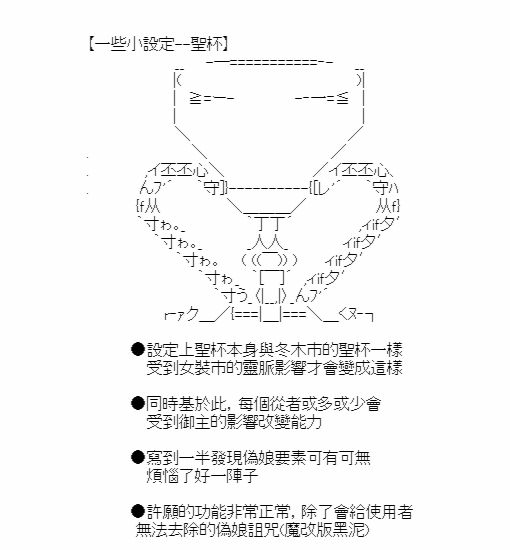 【一些小設定--聖杯】
●設定上聖杯本身與冬木市的聖杯一樣
受到女裝市的靈脈影響才會變成這樣
●同時基於此，每個從者或多或少會
受到御主的影響改變能力
●寫到一半發現偽娘要素可有可無
煩惱了好一陣子
●許願的功能非常正常，除了會給使用者
無法去除的偽娘詛咒(魔改版黑泥)